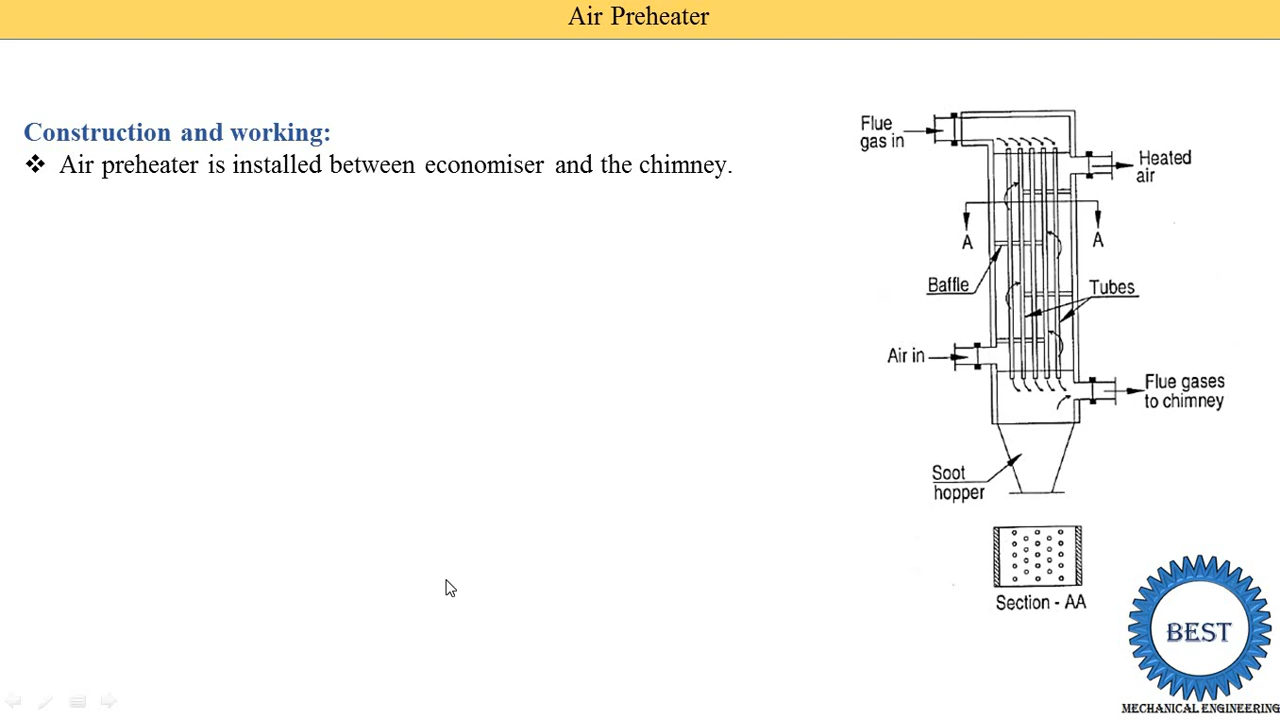 Air Preheater
Construction and working:
❖ Air preheater is installed between economiser and the chimney.
Flue
gas in
Heated
air
A
A
Baffle
Tubes
Air in
Flue gases
to chimney
Soot
hopper
Section - AA
BEST
MECHANICAL ENGINEERING